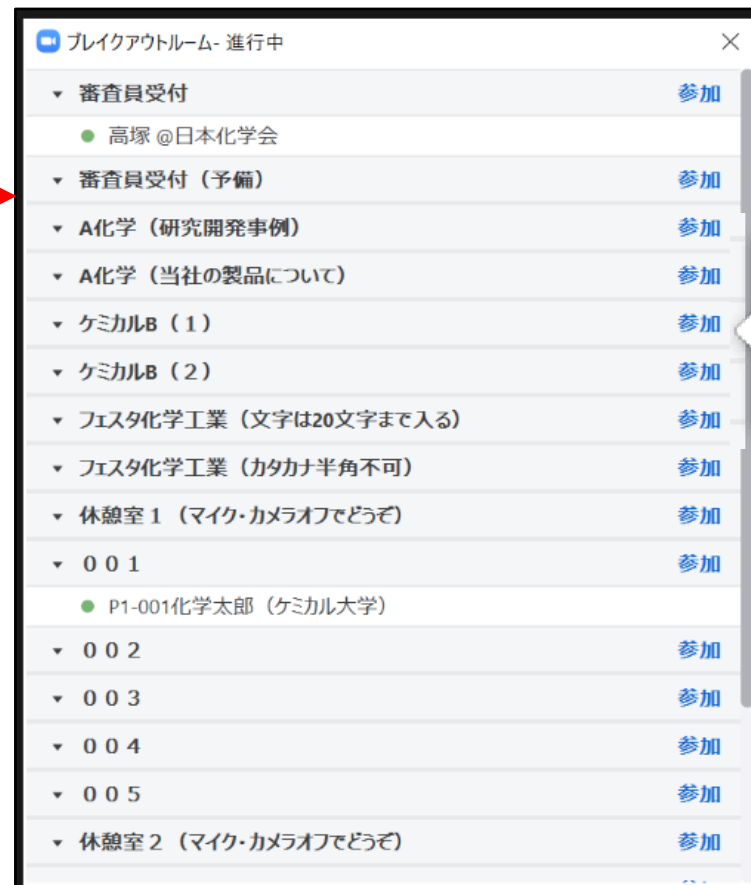 ブレイクアウトルーム- 進行中
審査員受付 参加
高塚 @日本化学会
審査員受付（予備） 参加
A化学（研究開発事例） 参加
A化学（当社の製品について） 参加
ケミカルB（１） 参加
ケミカルB（２） 参加
フェスタ化学工業（文字は20文字まで入る） 参加
フェスタ化学工業（カタカナ半角不可） 参加
休憩室１（マイク・カメラオフでどうぞ） 参加
００１ 参加
P1-001化学太郎（ケミカル大学）
００２ 参加
００３ 参加
００４ 参加
００５ 参加
休憩室２（マイク・カメラオフでどうぞ） 参加